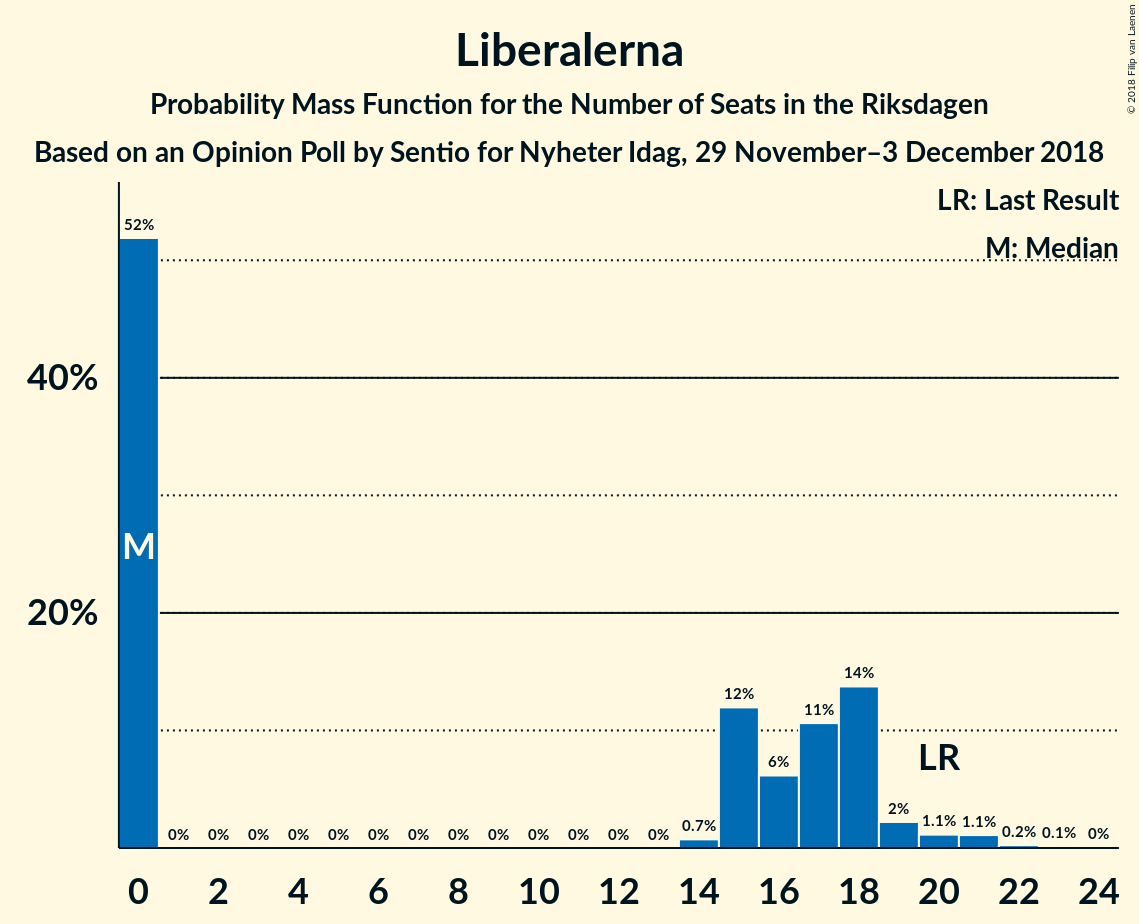 Liberalerna
Probability Mass Function for the Number of Seats in the Riksdagen
Based on an Opinion Poll by Sentio for Nyheter Idag, 29 November–3 December 2018
© 2018 Filip van Laenen
LR: Last Result
M: Median
52%
40%
M
20%
14%
12%
11%
LR
6%
2%
0% 0% 0% 0% 0% 0% 0% 0% 0% 0% 0% 0% 0% 0.7% 1.1% 1.1% 0.2% 0.1% 0%
0 2 4 6 8 10 12 14 16 18 20 22 24